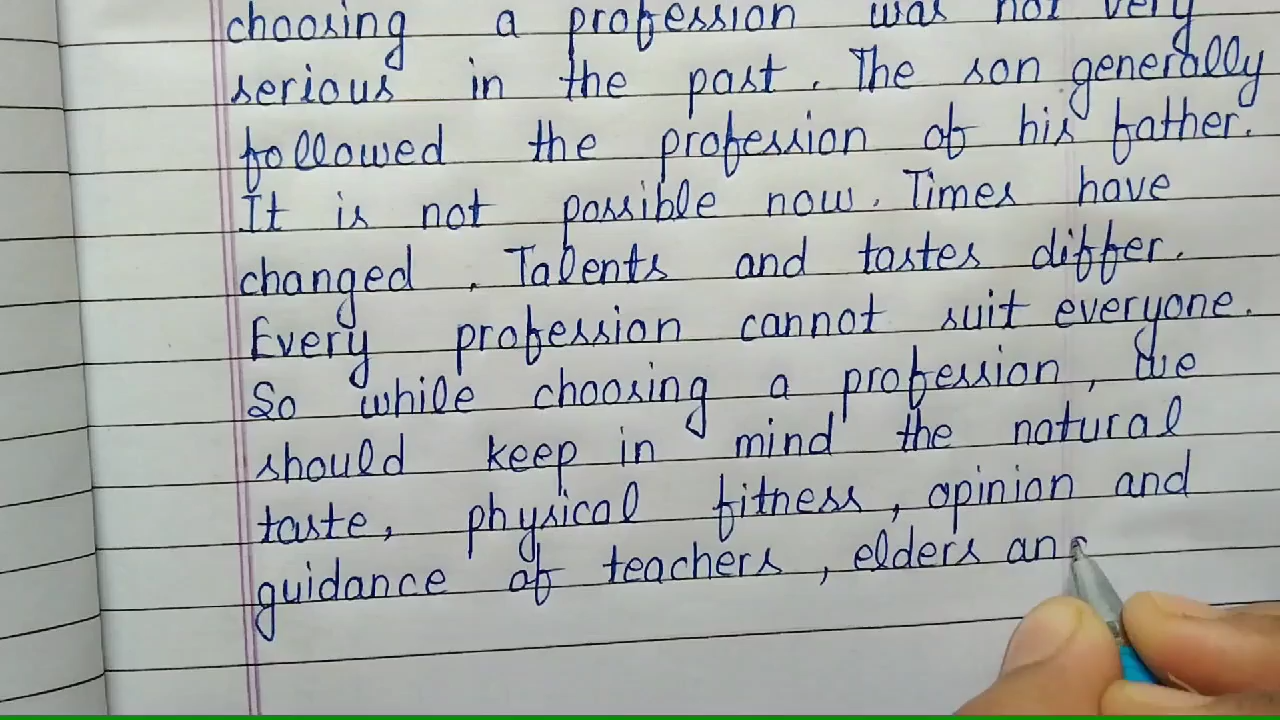 choosing a profession was not very
serious in the past. The son generally
followed the profession of his father.
It is not possible now. Times have
changed. Talents and tastes differ.
Every profession cannot suit everyone.
So while choosing a profession, we
should keep in mind the natural
taste, physical fitness, opinion and
guidance of teachers, elders an